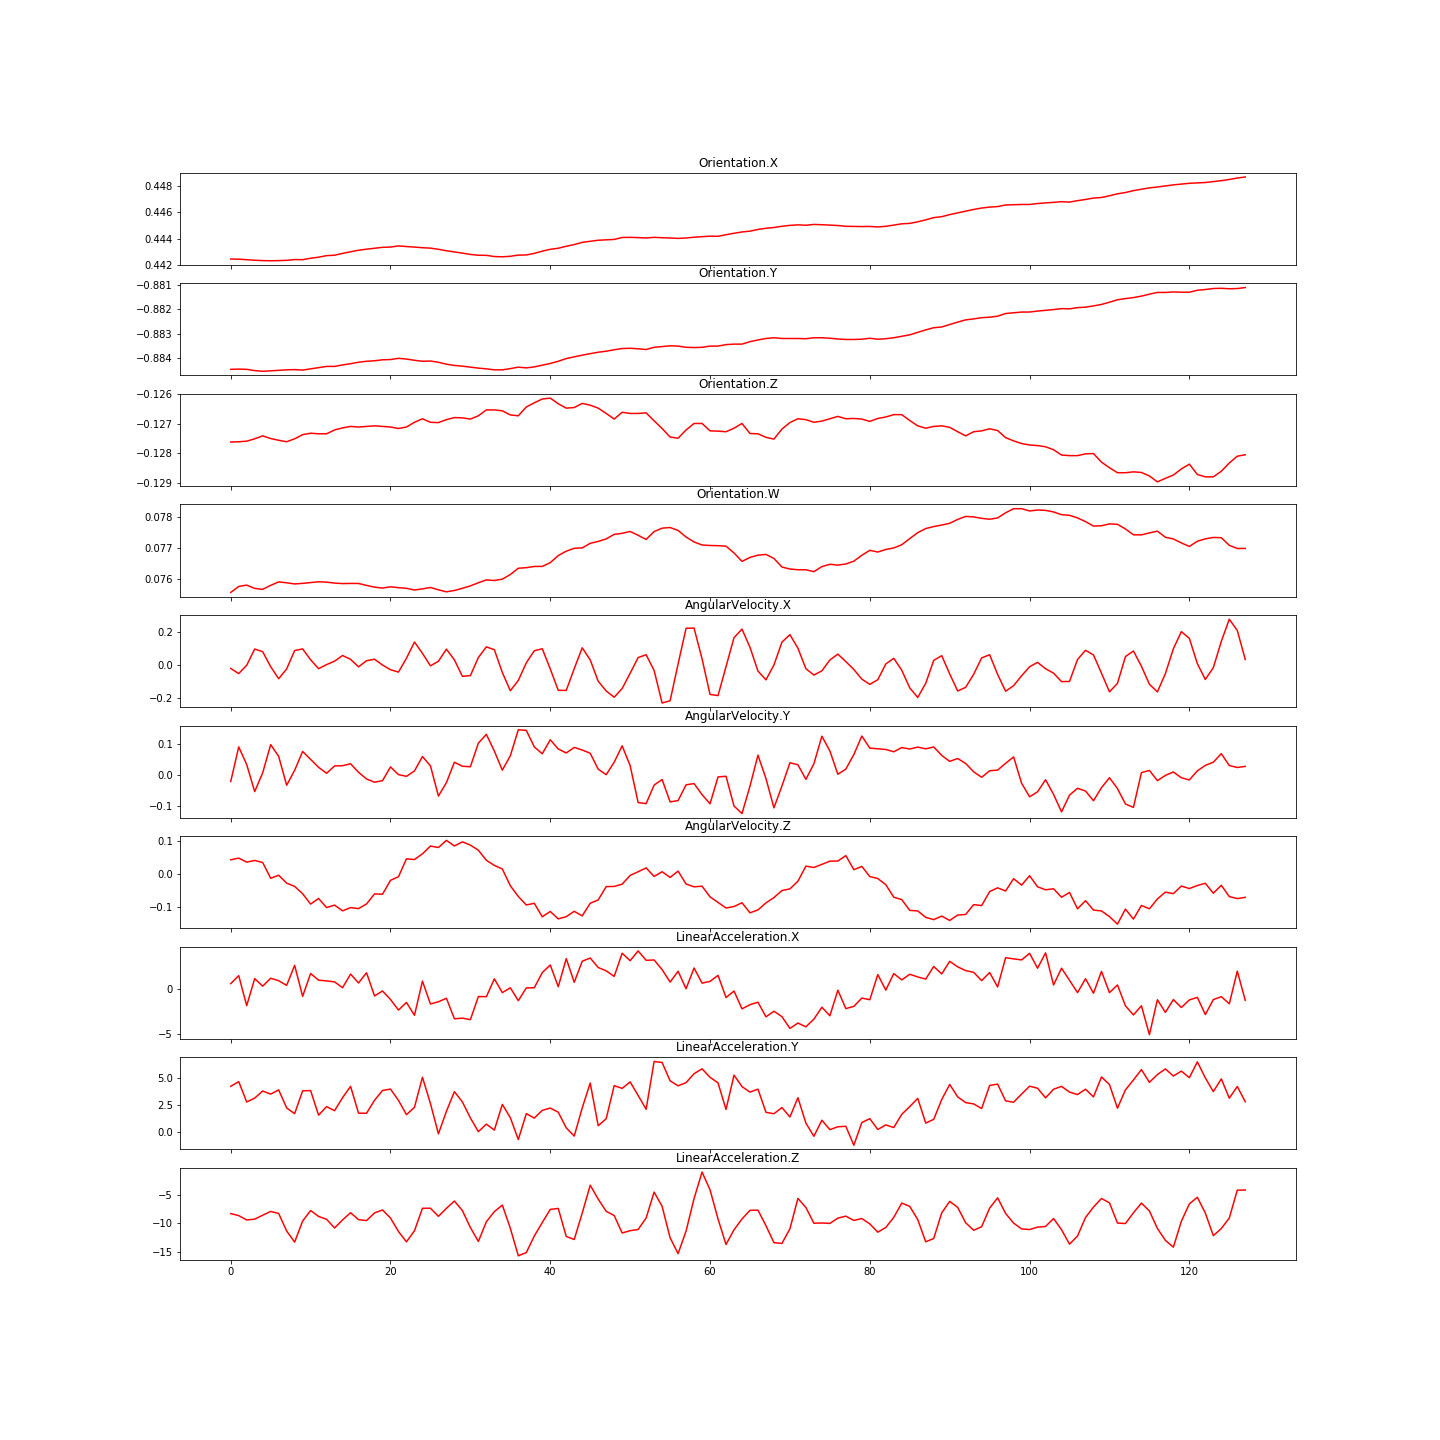 Orientation.X
0.448
0.446
0.444
0.442
Orientation.Y
−0.881
−0.882
−0.883
−0.884
Orientation.Z
−0.126
−0.127
−0.128
−0.129
Orientation.W
0.078
0.077
0.076
AngularVelocity.X
0.2
0.0
−0.2
AngularVelocity.Y
0.1
0.0
−0.1
AngularVelocity.Z
0.1
0.0
−0.1
LinearAcceleration.X
0
−5
LinearAcceleration.Y
5.0
2.5
0.0
LinearAcceleration.Z
−5
−10
−15
0 20 40 60 80 100 120